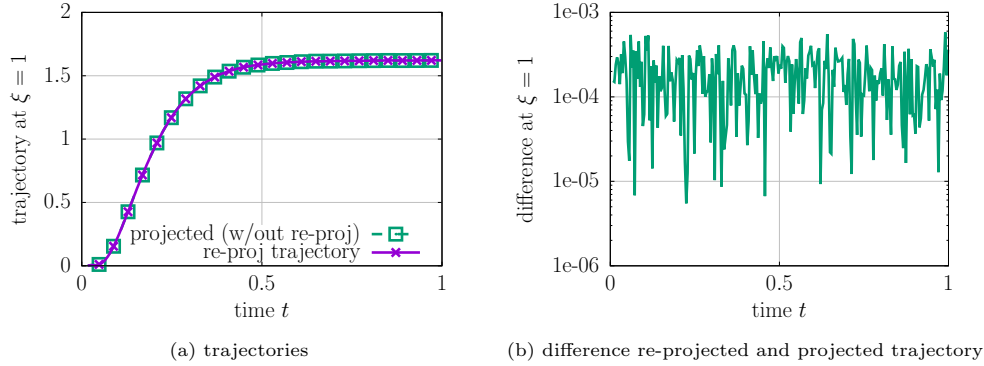 2
1.5
1
0.5
0
0 0.5 1
trajectory at ξ = 1
time t
projected (w/out re-proj)
re-proj trajectory
(a) trajectories
1e-03
1e-04
1e-05
1e-06
0 0.5 1
difference at ξ = 1
time t
(b) difference re-projected and projected trajectory